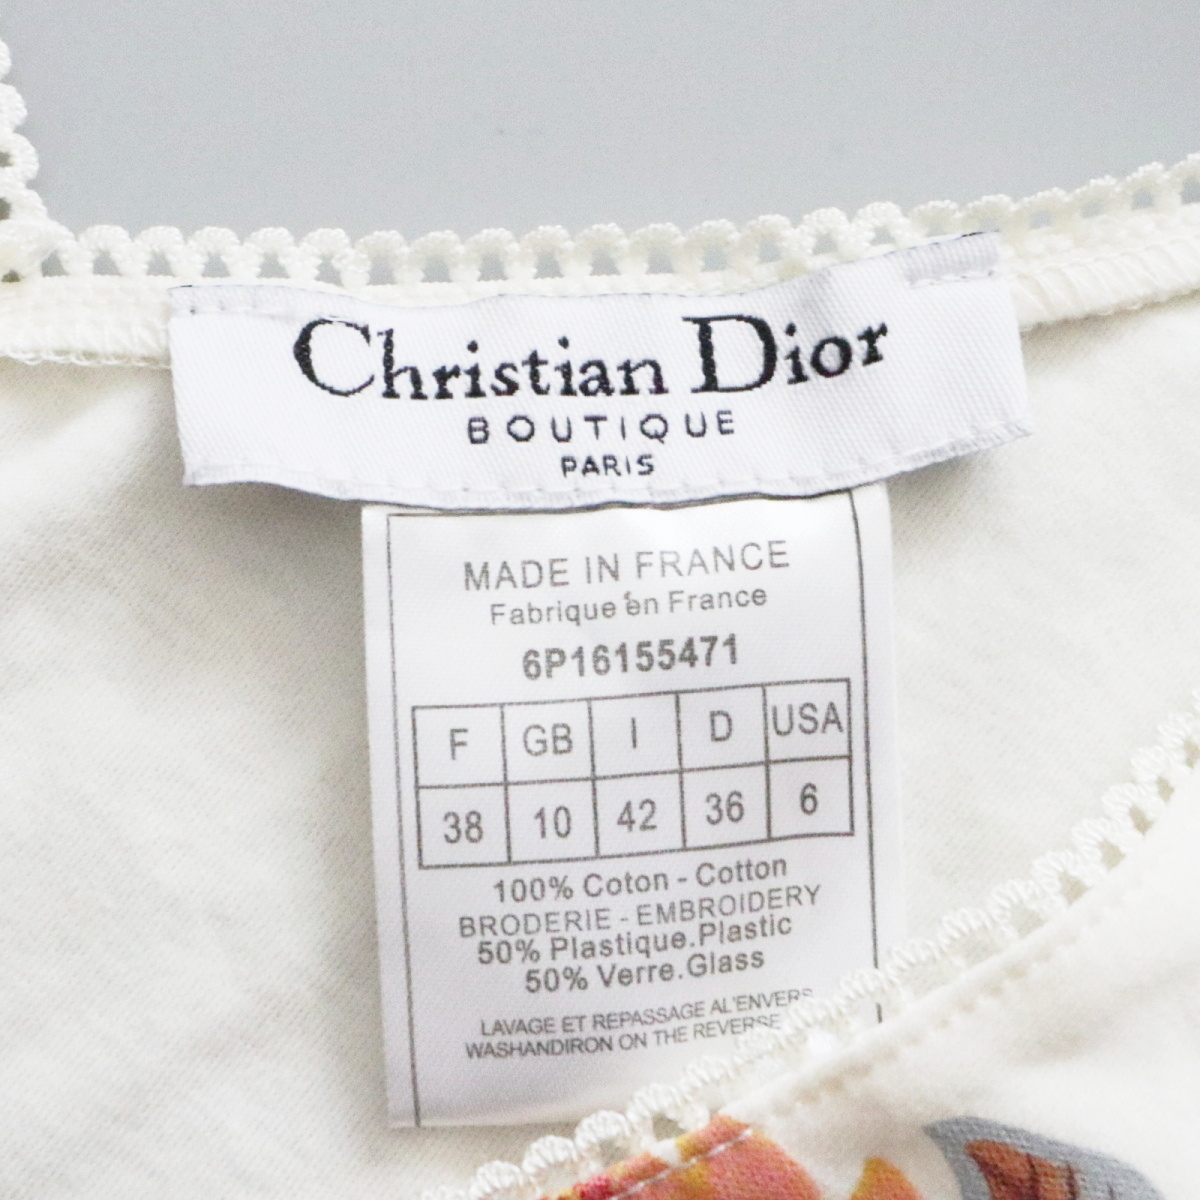 Christian Dior
BOUTIQUE
PARIS
MADE IN FRANCE
Fabrique en France
6P16155471
F GB I D USA
38 10 42 36 6
100% Coton - Cotton
BRODERIE - EMBROIDERY
50% Plastique.Plastic
50% Verre.Glass
LAVAGE ET REPASSAGE AL'ENVERS
WASHANDIRON ON THE REVERSE